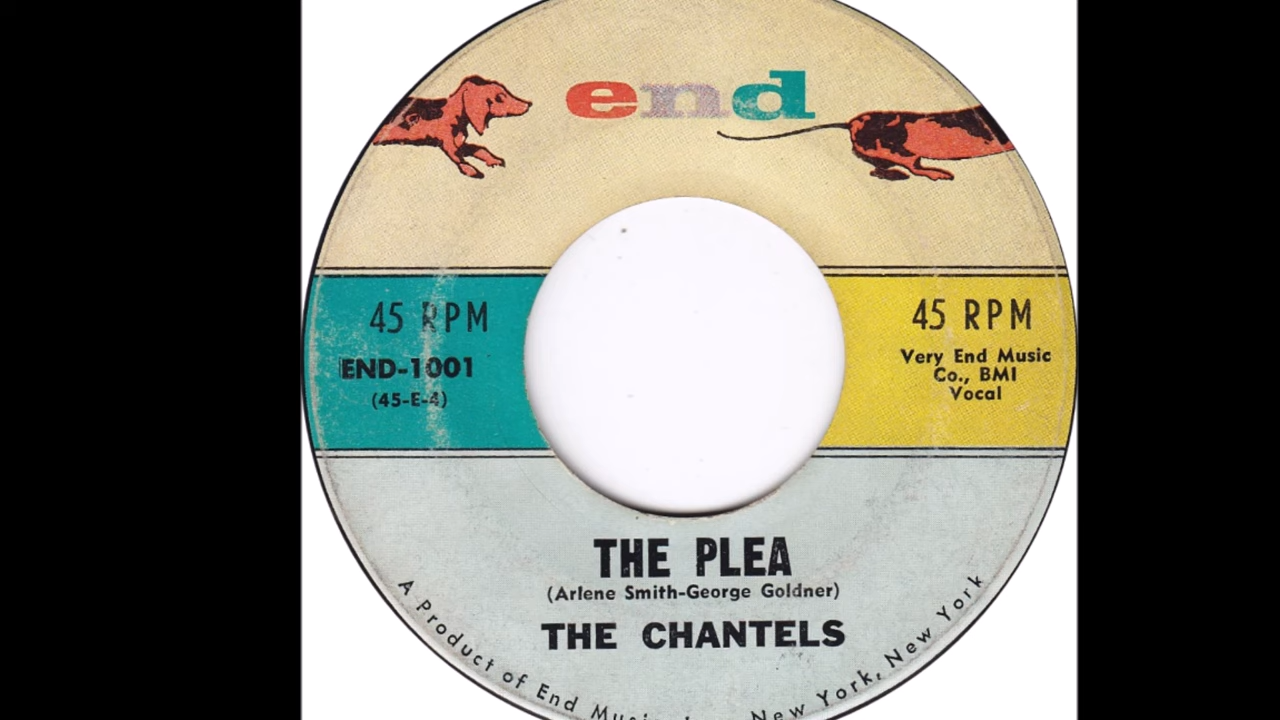 end
45 RPM
END-1001
(45-E-4)
45 RPM
Very End Music
Co., BMI
Vocal
THE PLEA
(Arlene Smith-George Goldner)
THE CHANTELS
A Product of End Music, New York, New York